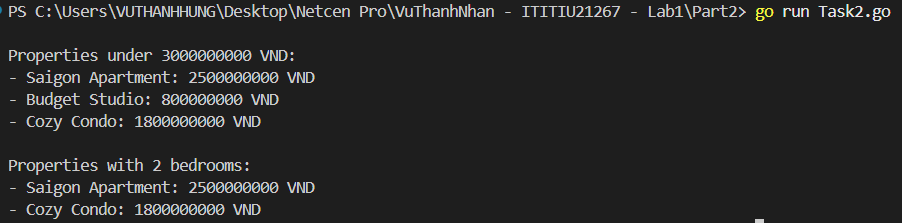 PS C:\Users\VUTHANHHUNG\Desktop\Netcen Pro\VuThanhNhan - ITITIU21267 - Lab1\Part2> go run Task2.go
Properties under 3000000000 VND:
- Saigon Apartment: 2500000000 VND
- Budget Studio: 800000000 VND
- Cozy Condo: 1800000000 VND
Properties with 2 bedrooms:
- Saigon Apartment: 2500000000 VND
- Cozy Condo: 1800000000 VND